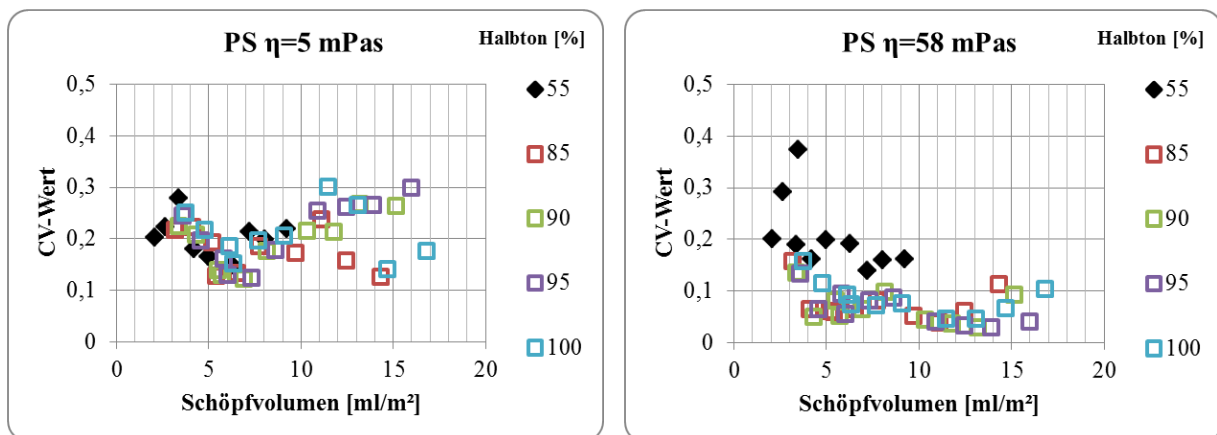 PS η=5 mPas
Halbton [%]
0,5
0,4
0,3
0,2
0,1
0
CV-Wert
0 5 10 15 20
Schöpfvolumen [ml/m²]
55
85
90
95
100
PS η=58 mPas
Halbton [%]
0,5
0,4
0,3
0,2
0,1
0
CV-Wert
0 5 10 15 20
Schöpfvolumen [ml/m²]
55
85
90
95
100